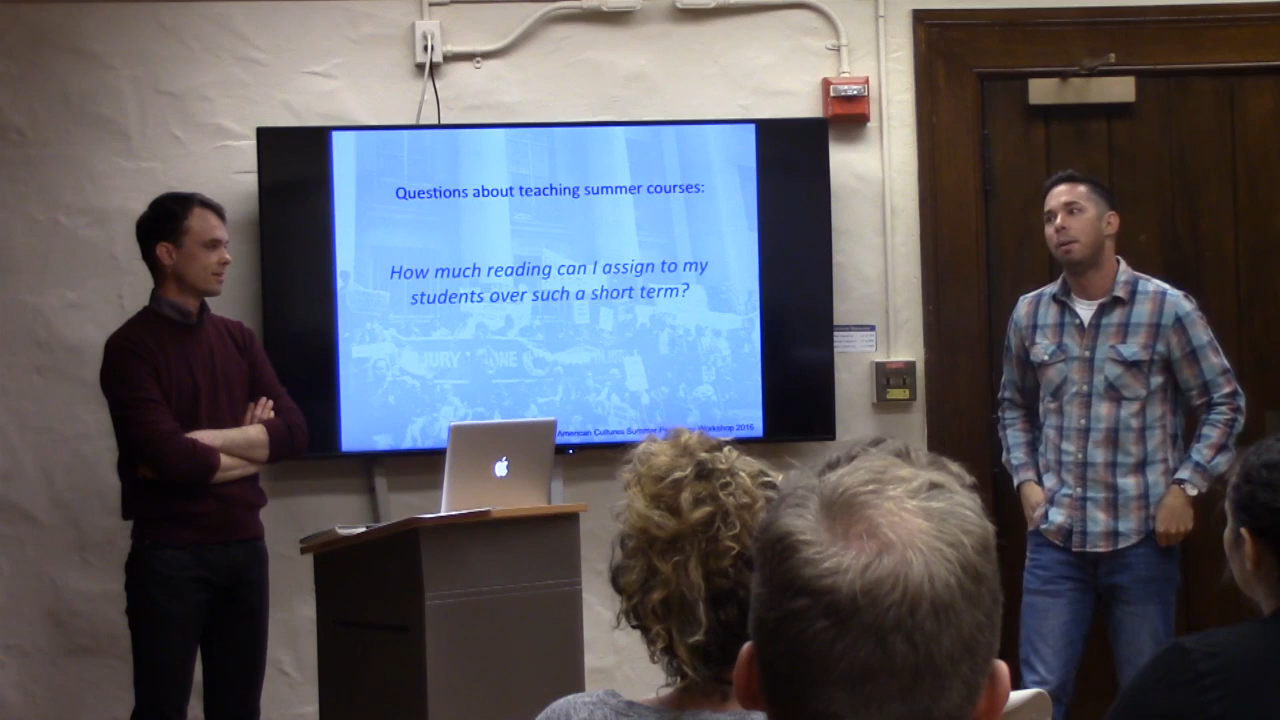 Questions about teaching summer courses:
How much reading can I assign to my
students over such a short term?
JURY
American Cultures Summer Workshop 2016